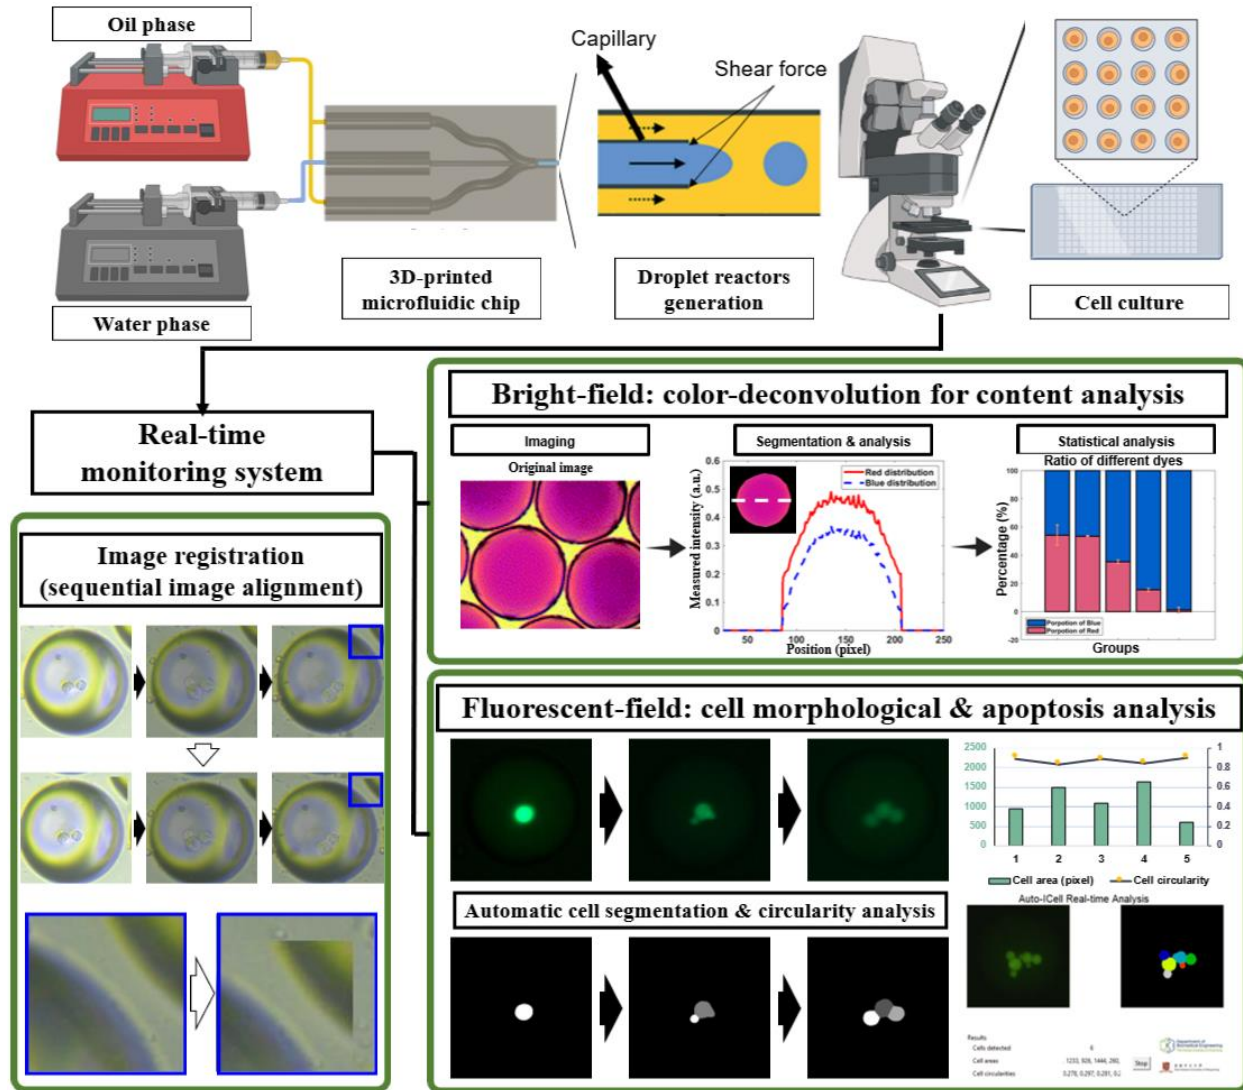 Oil phase
Water phase
3D-printed
microfluidic chip
Capillary
Shear force
Droplet reactors
generation
Cell culture
Real-time
monitoring system
Image registration
(sequential image alignment)
Bright-field: color-deconvolution for content analysis
Imaging
Original image
Segmentation & analysis
Red distribution
Blue distribution
Measured intensity (a.u.)
0.6
0.5
0.4
0.3
0.2
0.1
0
50
100
150
200
250
Position (pixel)
Statistical analysis
Ratio of different dyes
Percentage (%)
100
80
60
40
20
0
-20
Porpotion of Blue
Porpotion of Red
Groups
Fluorescent-field: cell morphological & apoptosis analysis
2500
2000
1500
1000
500
0
1
0.8
0.6
0.4
0.2
0
1 2 3 4 5
Cell area (pixel) Cell circularity
Automatic cell segmentation & circularity analysis
Auto-ICell Real-time Analysis
Results
Cells detected 6
Cell areas
Cell circularities
Stop
Department of
Biomedical Engineering